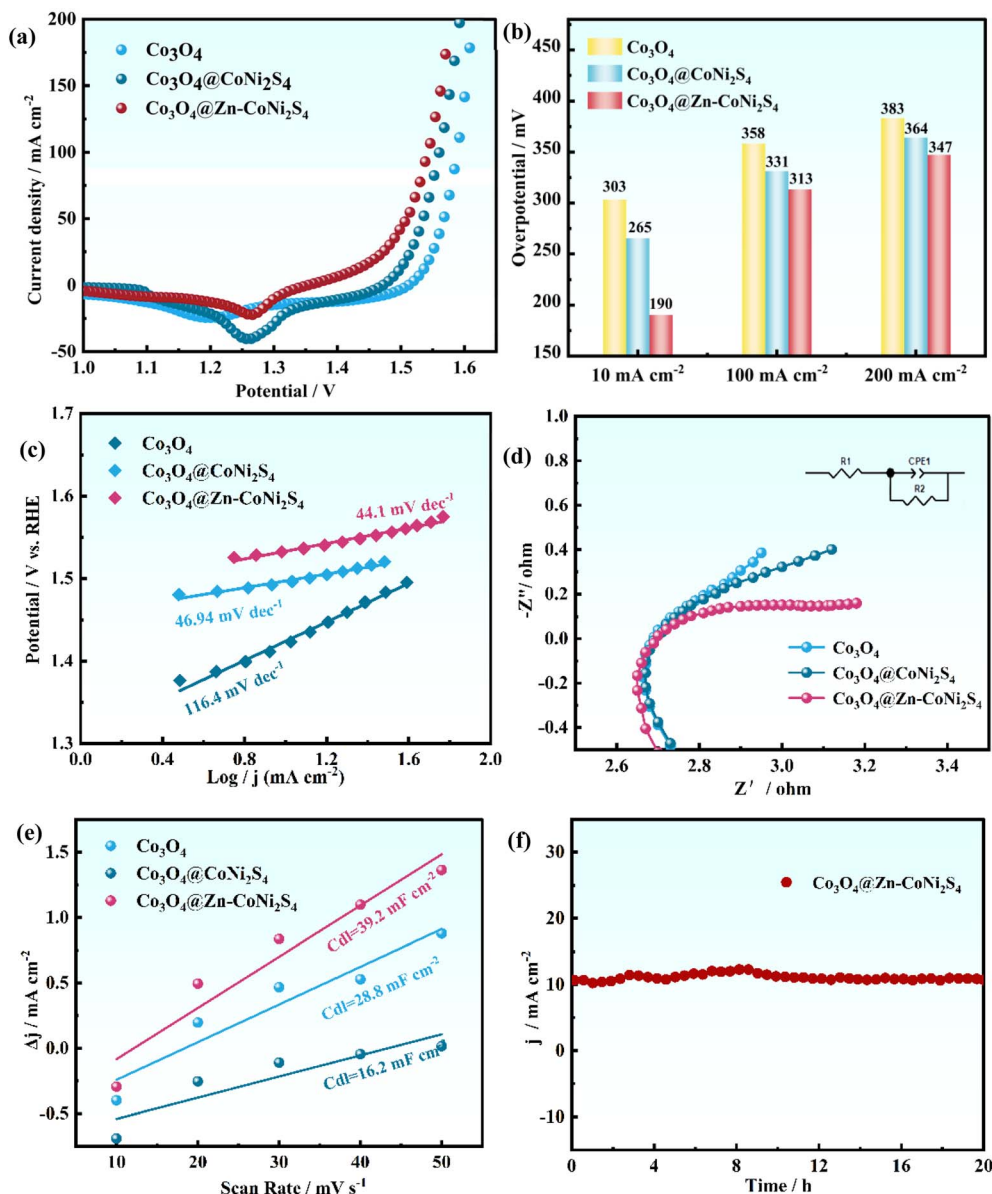 (a)
200
150
100
50
0
-50
Current density / mA cm⁻²
Co₃O₄
Co₃O₄@CoNi₂S₄
Co₃O₄@Zn-CoNi₂S₄
1.0 1.1 1.2 1.3 1.4 1.5 1.6
Potential / V
(b)
450
400
350
300
250
200
150
Overpotential / mV
Co₃O₄
Co₃O₄@CoNi₂S₄
Co₃O₄@Zn-CoNi₂S₄
303
265
190
358
331
313
383
364
347
10 mA cm⁻² 100 mA cm⁻² 200 mA cm⁻²
(c)
1.7
1.6
1.5
1.4
1.3
Potential / V vs. RHE
Co₃O₄
Co₃O₄@CoNi₂S₄
Co₃O₄@Zn-CoNi₂S₄
44.1 mV dec⁻¹
46.94 mV dec⁻¹
116.4 mV dec⁻¹
0.0 0.4 0.8 1.2 1.6 2.0
Log / j (mA cm⁻²)
(d)
1.0
0.8
0.6
0.4
0.2
0.0
-0.2
-0.4
-Z''/ ohm
R1
CPE1
R2
Co₃O₄
Co₃O₄@CoNi₂S₄
Co₃O₄@Zn-CoNi₂S₄
2.6 2.8 3.0 3.2 3.4
Z' / ohm
(e)
1.5
1.0
0.5
0.0
-0.5
Δj / mA cm⁻²
Co₃O₄
Co₃O₄@CoNi₂S₄
Co₃O₄@Zn-CoNi₂S₄
Cdl=39.2 mF cm⁻²
Cdl=28.8 mF cm⁻²
Cdl=16.2 mF cm⁻²
10 20 30 40 50
Scan Rate / mV s⁻¹
(f)
30
20
10
0
-10
j / mA cm⁻²
Co₃O₄@Zn-CoNi₂S₄
0 4 8 12 16 20
Time / h